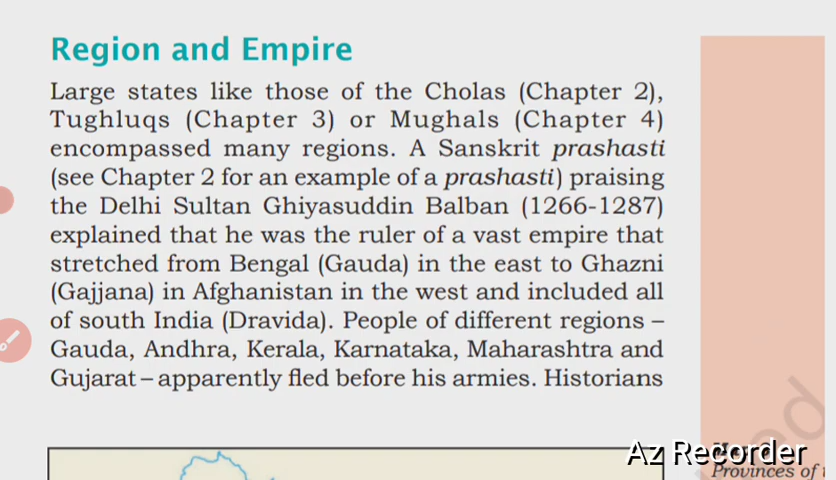 Region and Empire
Large states like those of the Cholas (Chapter 2),
Tughluqs (Chapter 3) or Mughals (Chapter 4)
encompassed many regions. A Sanskrit prashasti
(see Chapter 2 for an example of a prashasti) praising
the Delhi Sultan Ghiyasuddin Balban (1266-1287)
explained that he was the ruler of a vast empire that
stretched from Bengal (Gauda) in the east to Ghazni
(Gajjana) in Afghanistan in the west and included all
of south India (Dravida). People of different regions –
Gauda, Andhra, Kerala, Karnataka, Maharashtra and
Gujarat – apparently fled before his armies. Historians
Az Recorder
Provinces of